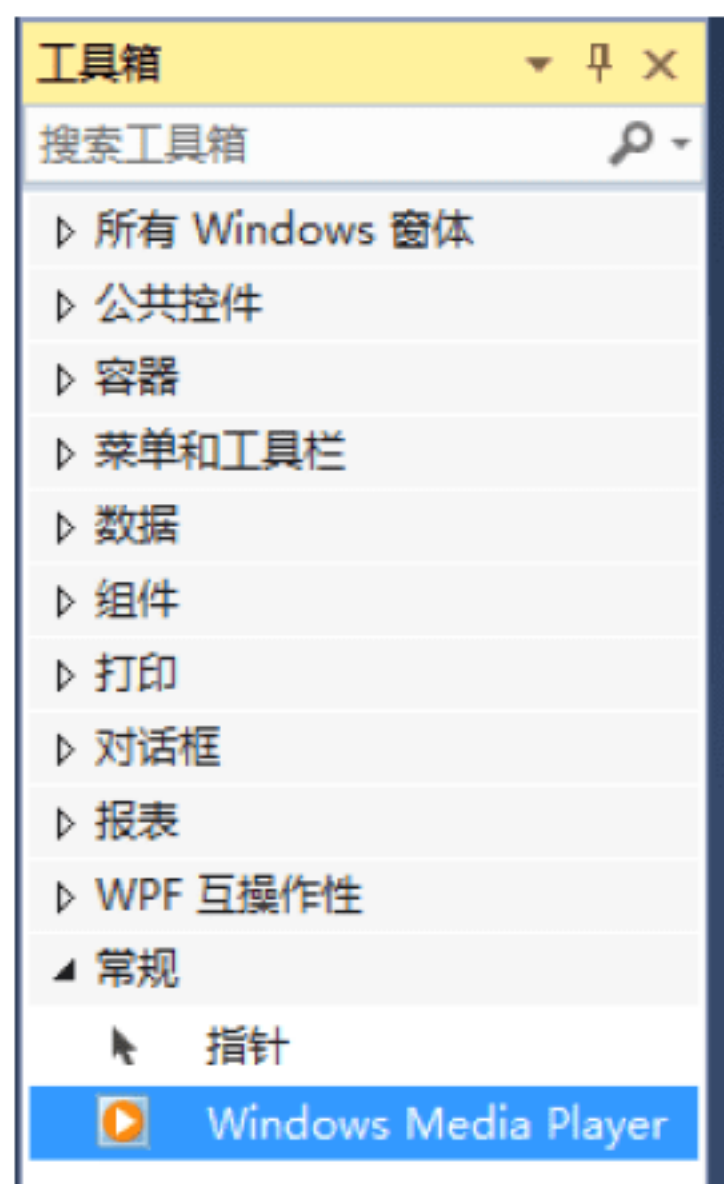 工具箱
搜索工具箱
所有 Windows 窗体
公共控件
容器
菜单和工具栏
数据
组件
打印
对话框
报表
WPF 互操作性
常规
指针
Windows Media Player